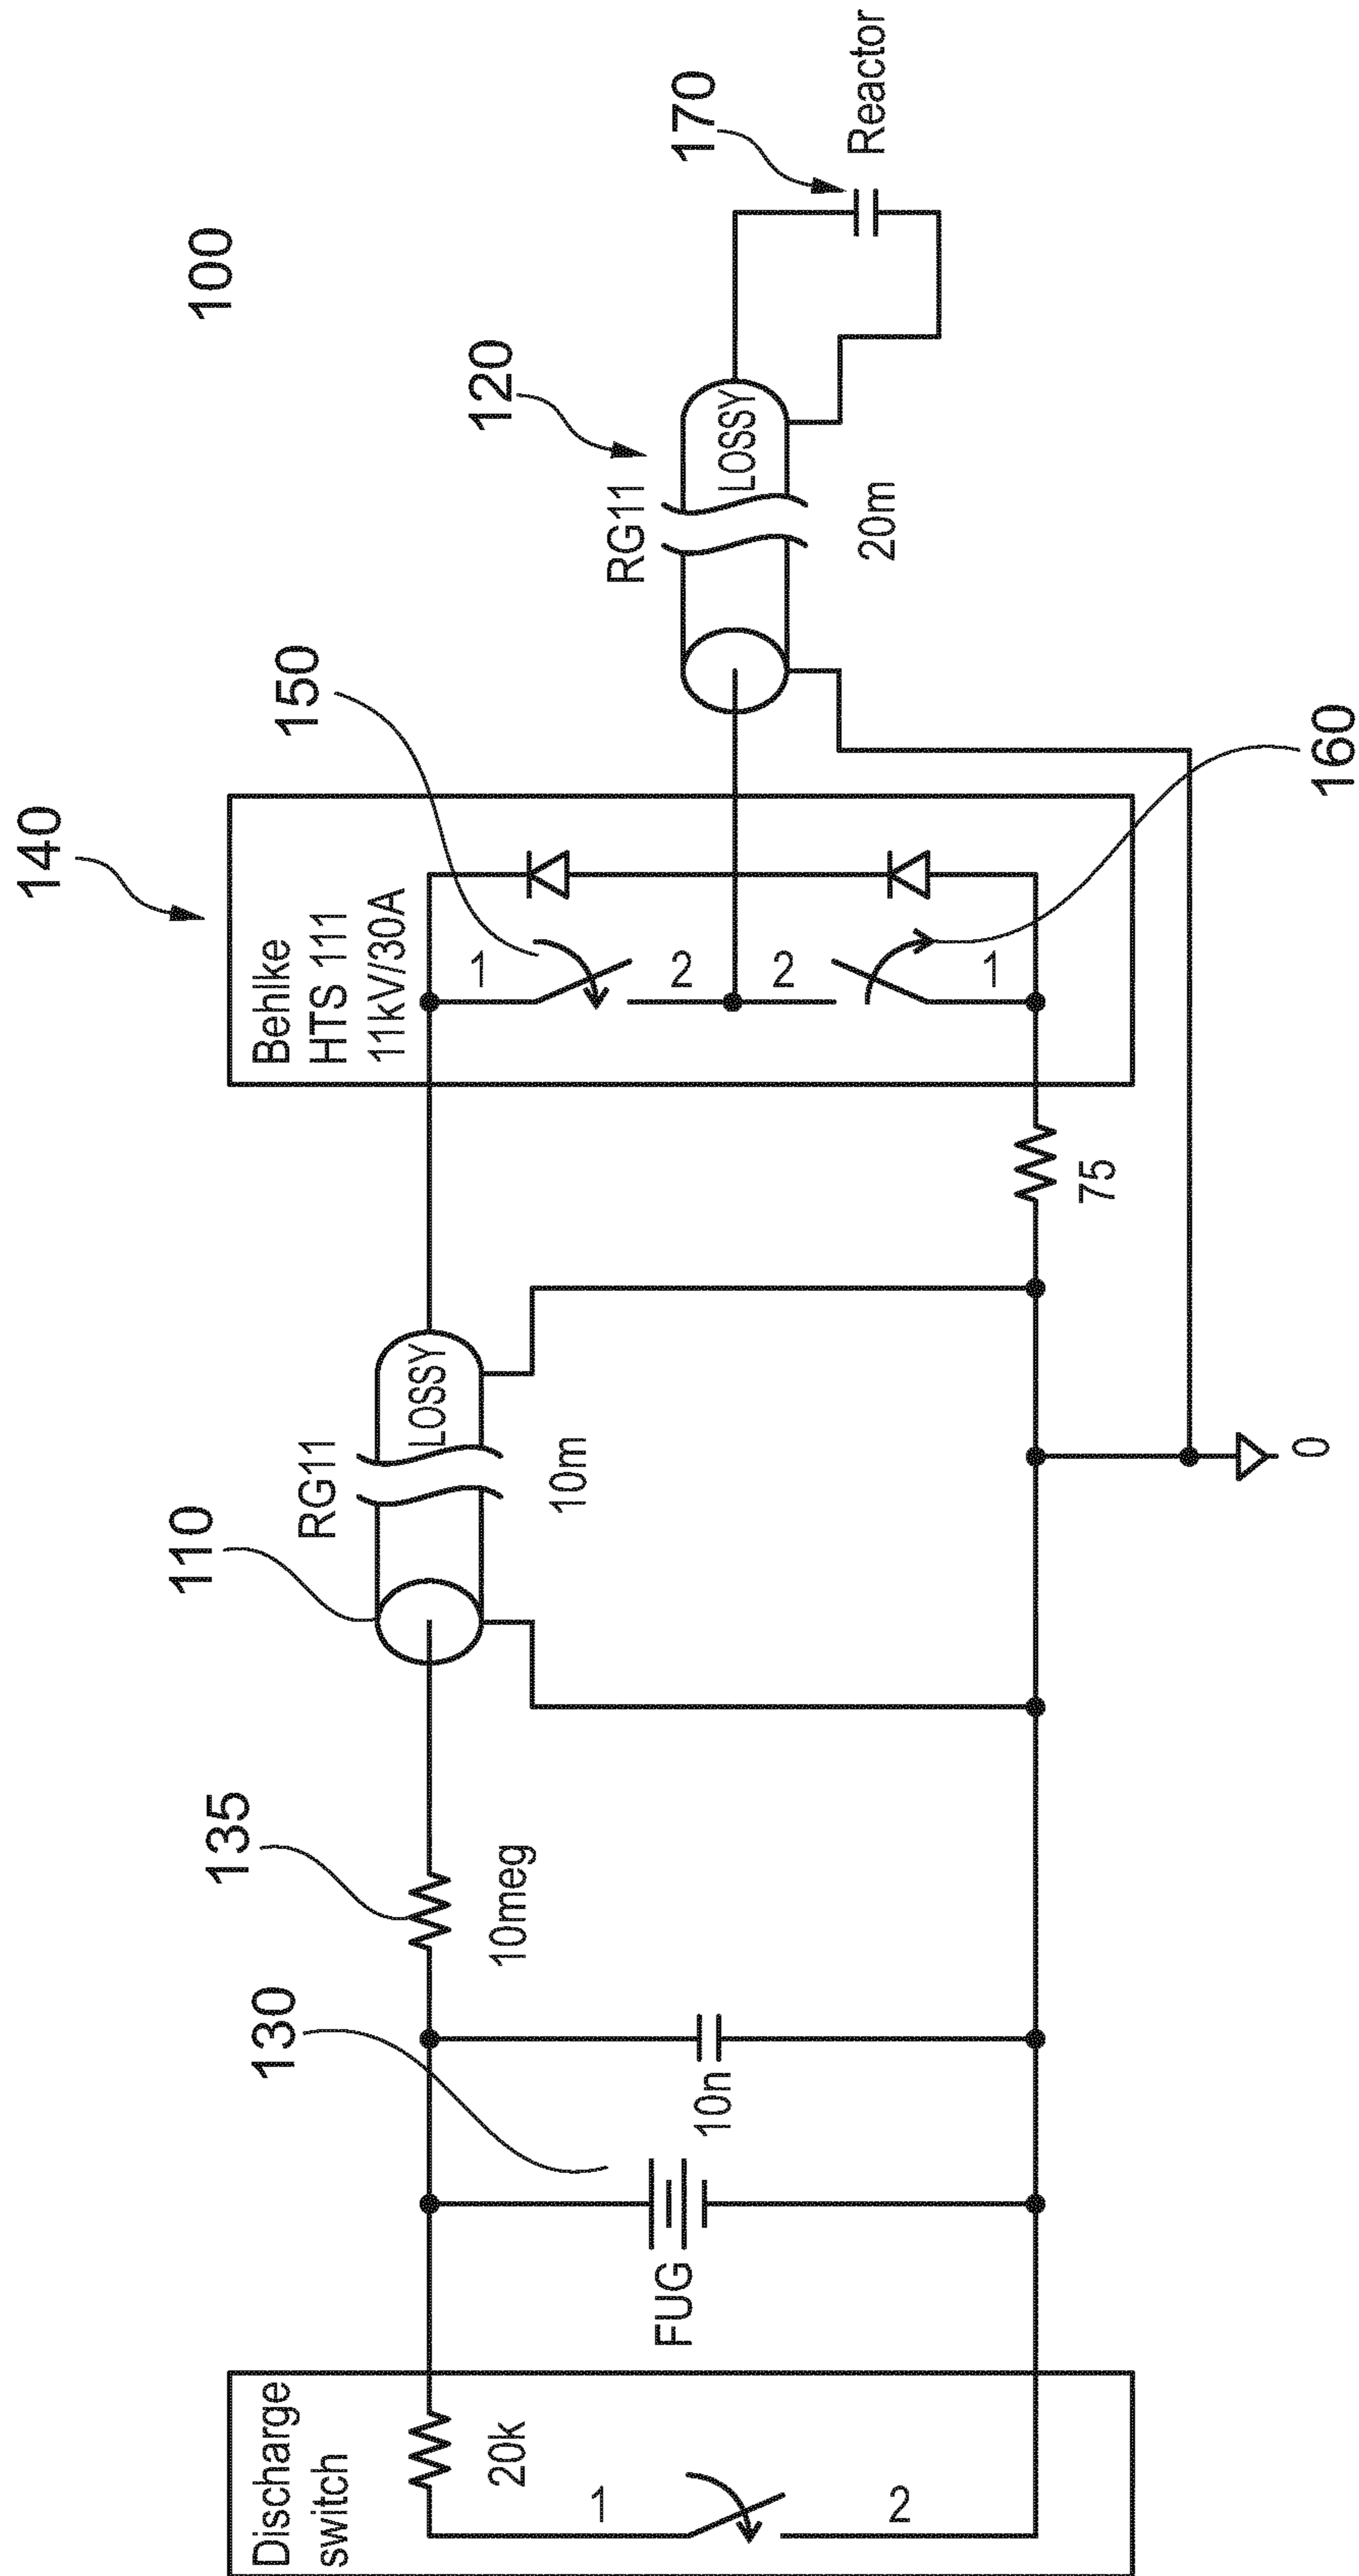 100
Discharge
switch
20k
1
2
FUG
130
10n
135
10meg
110
RG11
LOSSY
10m
140
Behlke
HTS 111
11kV/30A
150
1
2
2
1
160
75
0
120
RG11
LOSSY
20m
170
Reactor